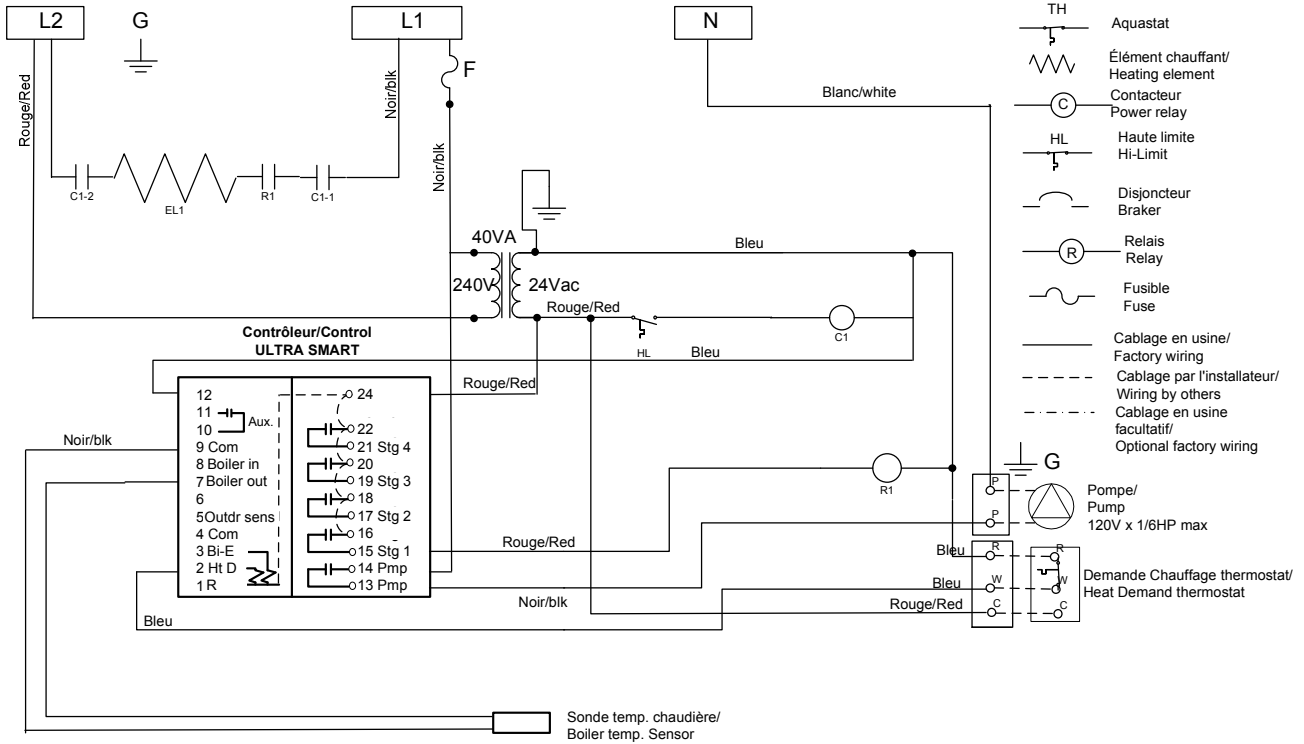 L2
G
L1
N
F
Rouge/Red
Noir/blk
Noir/blk
Blanc/white
C1-2
EL1
R1
C1-1
40VA
240V
24Vac
Bleu
Rouge/Red
HL
C1
Bleu
Contrôleur/Control
ULTRA SMART
Rouge/Red
Noir/blk
12
11
10
Aux.
9 Com
8 Boiler in
7 Boiler out
6
5Outdr sens
4 Com
3 Bi-E
2 Ht D
1 R
24
22
21 Stg 4
20
19 Stg 3
18
17 Stg 2
16
15 Stg 1
14 Pmp
13 Pmp
Rouge/Red
R1
Noir/blk
Bleu
Bleu
Bleu
Rouge/Red
P
P
R
W
C
R
W
C
G
Pompe/
Pump
120V x 1/6HP max
Demande Chauffage thermostat/
Heat Demand thermostat
Sonde temp. chaudière/
Boiler temp. Sensor
TH
Aquastat
Élément chauffant/
Heating element
C
Contacteur
Power relay
HL
Haute limite
Hi-Limit
Disjoncteur
Braker
R
Relais
Relay
Fusible
Fuse
Cablage en usine/
Factory wiring
Cablage par l'installateur/
Wiring by others
Cablage en usine
facultatif/
Optional factory wiring